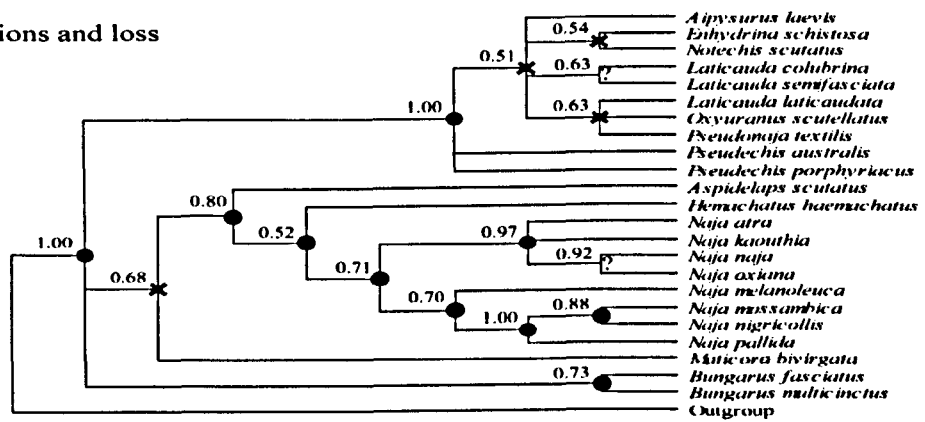 ions and loss
Aipysurus laevis
0.54
Enhydrina schistosa
0.51
Notechis scutatus
0.63
Laticauda colubrina
?
Laticauda semifasciata
1.00
0.63
Laticauda laticaudata
Oxyuranus scutellatus
Pseudonaja textilis
Pseudechis australis
Pseudechis porphyriacus
0.80
Aspidelaps scutatus
Hemachatus haemachatus
0.52
Naja atra
1.00
0.97
Naja kaouthia
0.92
Naja naja
?
0.68
0.71
Naja oxiana
0.70
Naja melanoleuca
0.88
Naja mossambica
1.00
Naja nigricollis
Naja pallida
Maticora bivirgata
0.73
Bungarus fasciatus
Bungarus multicinctus
Outgroup